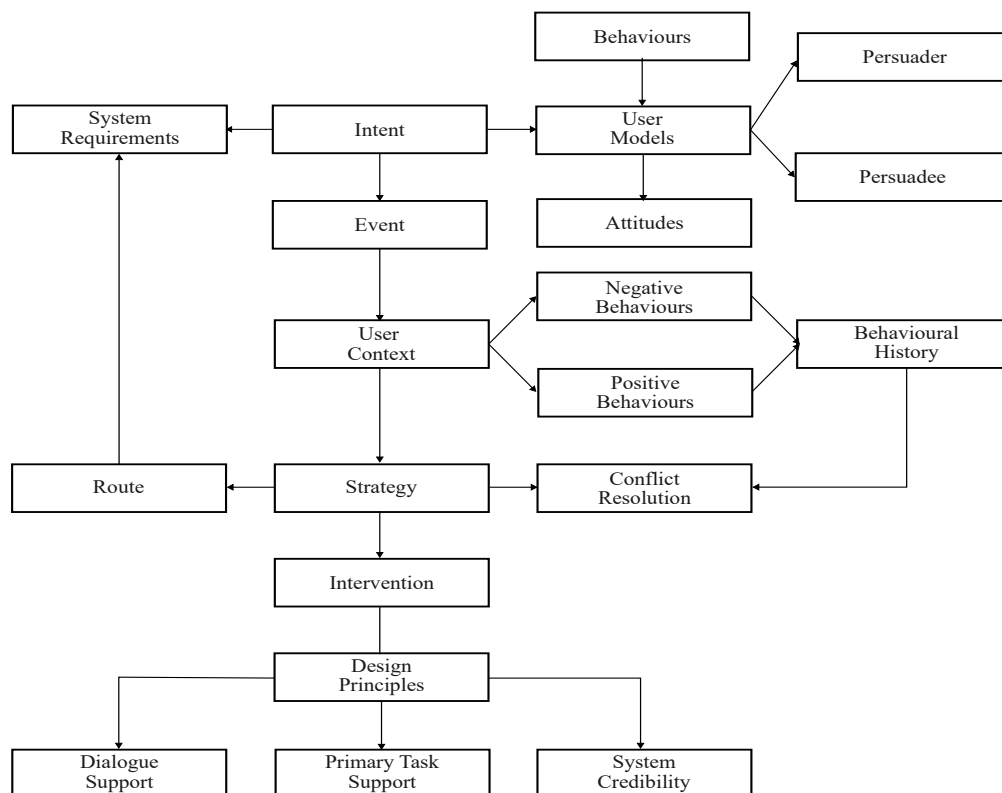 Behaviours
Persuader
System
Requirements
Intent
User
Models
Persuadee
Event
Attitudes
Negative
Behaviours
User
Context
Behavioural
History
Positive
Behaviours
Route
Strategy
Conflict
Resolution
Intervention
Design
Principles
Dialogue
Support
Primary Task
Support
System
Credibility